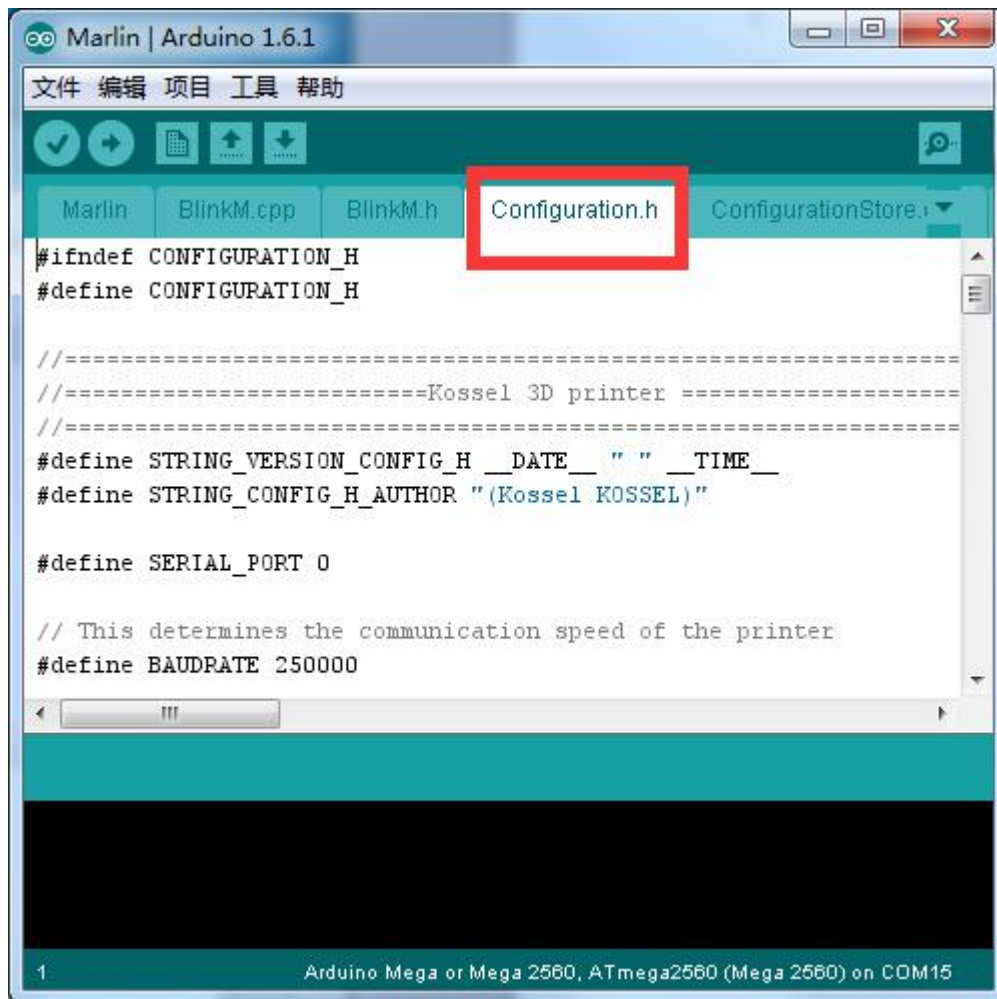 Marlin | Arduino 1.6.1
文件 编辑 项目 工具 帮助
Marlin BlinkM.cpp BlinkM.h Configuration.h ConfigurationStore.
#ifndef CONFIGURATION_H
#define CONFIGURATION_H
//================================================================
//==========================Kossel 3D printer ====================
//================================================================
#define STRING_VERSION_CONFIG_H __DATE__ " " __TIME__
#define STRING_CONFIG_H_AUTHOR "(Kossel KOSSEL)"
#define SERIAL_PORT 0
// This determines the communication speed of the printer
#define BAUDRATE 250000
1 Arduino Mega or Mega 2560, ATmega2560 (Mega 2560) on COM15